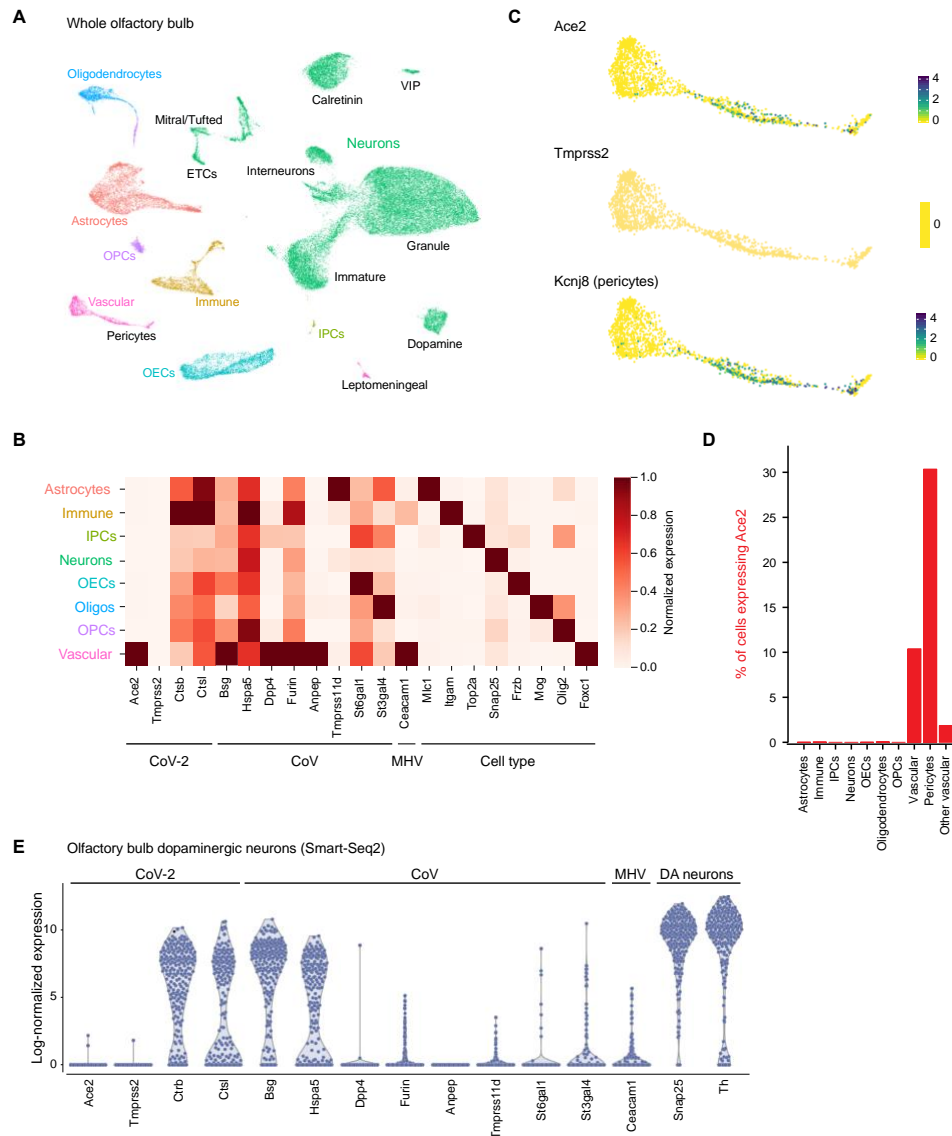 A
Whole olfactory bulb
Oligodendrocytes
Mitral/Tufted
ETCs
Calretinin
VIP
Neurons
Interneurons
Astrocytes
Granule
OPCs
Immature
Vascular
Immune
Pericytes
IPCs
Dopamine
OECs
Leptomeningeal
C
Ace2
4
2
0
Tmprss2
0
Kcnj8 (pericytes)
4
2
0
B
Astrocytes
Immune
IPCs
Neurons
OECs
Oligos
OPCs
Vascular
1.0
0.8
0.6
0.4
0.2
0.0
Normalized expression
Ace2
Tmprss2
Ctsb
Ctsl
Bsg
Hspa5
Dpp4
Furin
Anpep
Tmprss11d
St6gal1
St3gal4
Ceacam1
Mlc1
Itgam
Top2a
Snap25
Frzb
Mog
Olig2
Foxc1
CoV-2
CoV
MHV
Cell type
D
% of cells expressing Ace2
30
25
20
15
10
5
0
Astrocytes
Immune
IPCs
Neurons
OECs
Oligodendrocytes
OPCs
Vascular
Pericytes
Other vascular
E
Olfactory bulb dopaminergic neurons (Smart-Seq2)
CoV-2
CoV
MHV
DA neurons
Log-normalized expression
10
5
0
Ace2
Tmprss2
Ctrb
Ctsl
Bsg
Hspa5
Dpp4
Furin
Anpep
Tmprss11d
St6gal1
St3gal4
Ceacam1
Snap25
Th